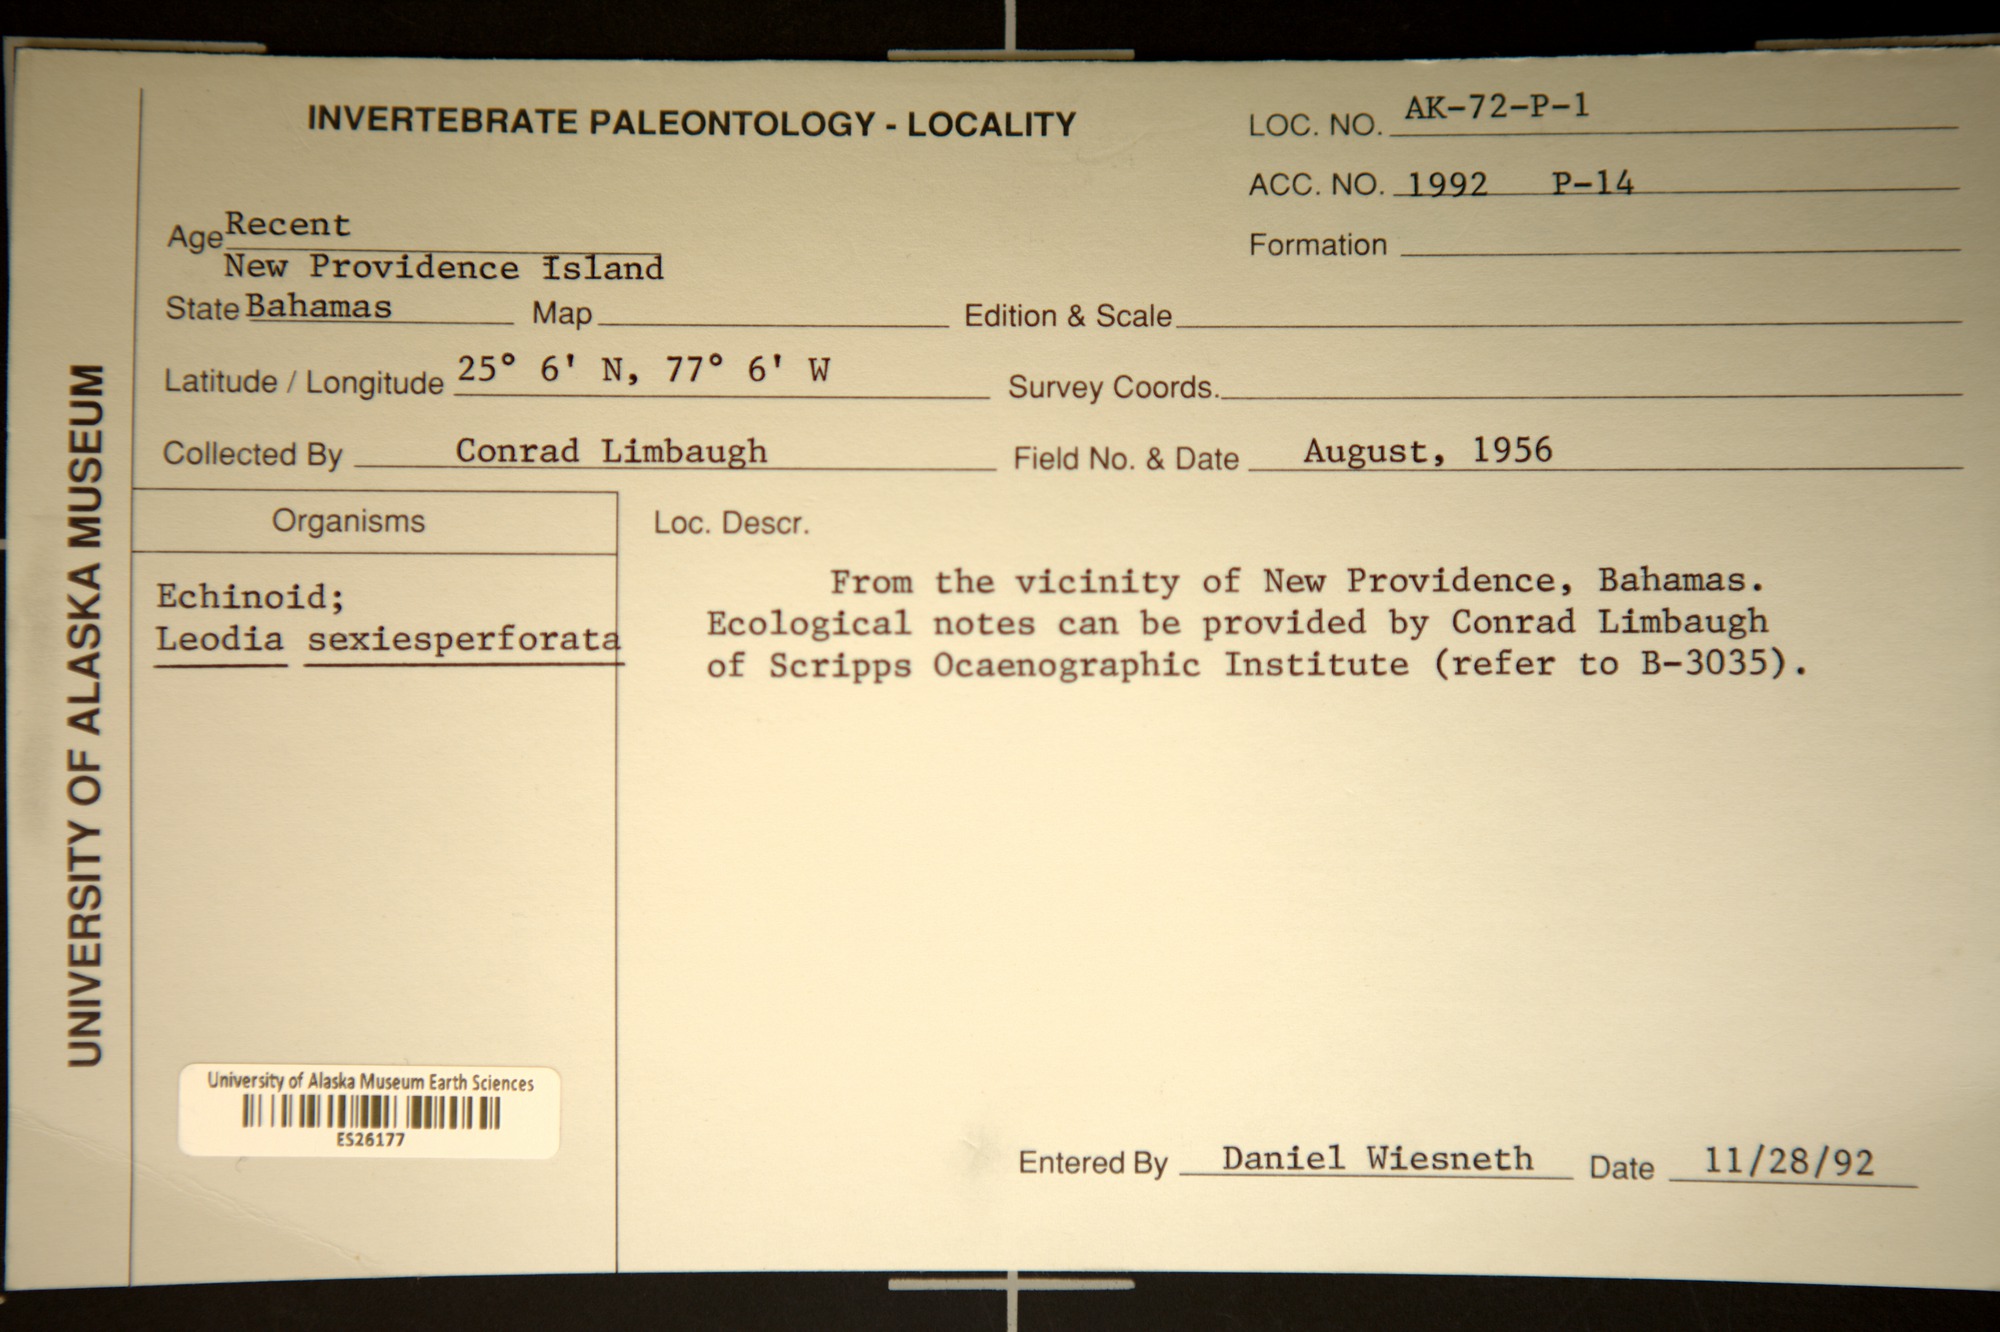 UNIVERSITY OF ALASKA MUSEUM
INVERTEBRATE PALEONTOLOGY - LOCALITY
LOC. NO. AK-72-P-1
ACC. NO. 1992 P-14
Age Recent
Formation
New Providence Island
State Bahamas Map Edition & Scale
Latitude / Longitude 25° 6' N, 77° 6' W Survey Coords.
Collected By Conrad Limbaugh Field No. & Date August, 1956
Organisms
Echinoid;
Leodia sexiesperforata
Loc. Descr.
From the vicinity of New Providence, Bahamas.
Ecological notes can be provided by Conrad Limbaugh
of Scripps Ocaenographic Institute (refer to B-3035).
University of Alaska Museum Earth Sciences
ES26177
Entered By Daniel Wiesneth Date 11/28/92